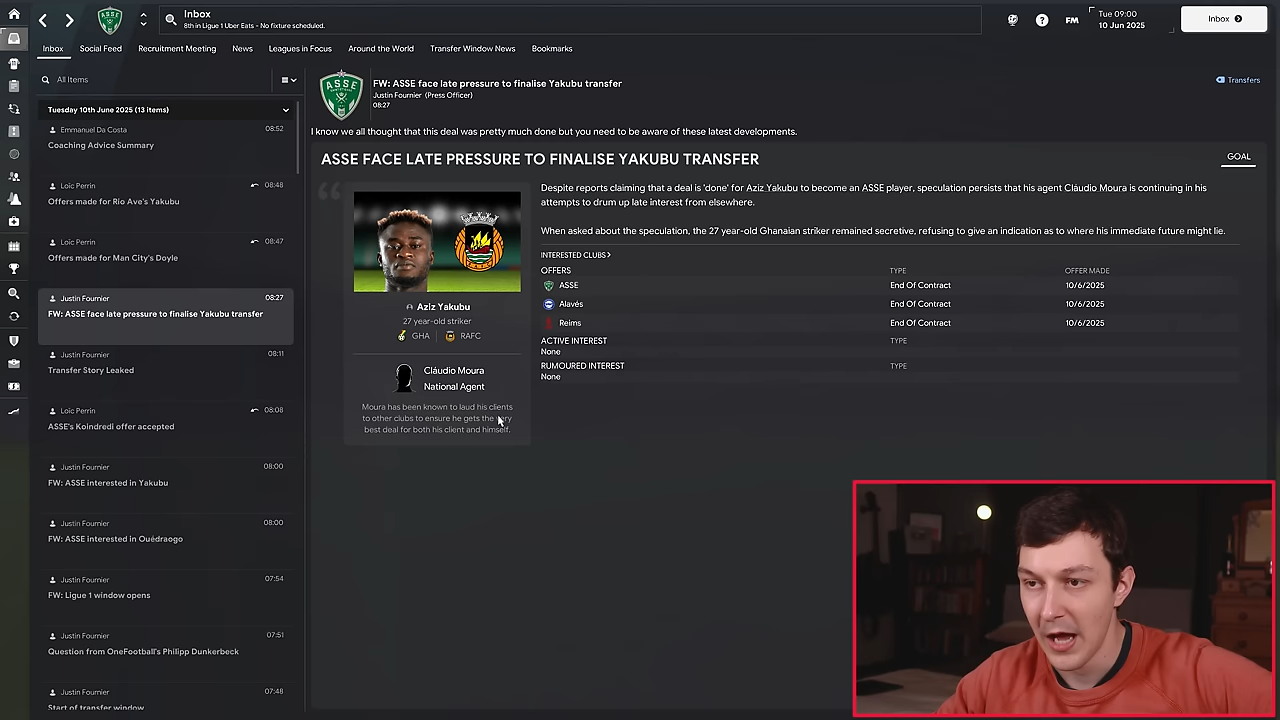 Inbox
8th in Ligue 1 Uber Eats - No fixture scheduled.
?
FM
Tue 09:00
10 Jun 2025
Inbox
Inbox
Social Feed
Recruitment Meeting
News
Leagues in Focus
Around the World
Transfer Window News
Bookmarks
All Items
Tuesday 10th June 2025 (13 items)
Emmanuel Da Costa
08:52
Coaching Advice Summary
Loïc Perrin
08:48
Offers made for Rio Ave's Yakubu
Loïc Perrin
08:47
Offers made for Man City's Doyle
Justin Fournier
08:27
FW: ASSE face late pressure to finalise Yakubu transfer
Justin Fournier
08:11
Transfer Story Leaked
Loïc Perrin
08:08
ASSE's Koindredi offer accepted
Justin Fournier
08:00
FW: ASSE interested in Yakubu
Justin Fournier
08:00
FW: ASSE interested in Ouédraogo
Justin Fournier
07:54
FW: Ligue 1 window opens
Justin Fournier
07:51
Question from OneFootball's Philipp Dunkerbeck
Justin Fournier
07:48
Start of transfer window
ASSE
FW: ASSE face late pressure to finalise Yakubu transfer
Justin Fournier (Press Officer)
08:27
Transfers
I know we all thought that this deal was pretty much done but you need to be aware of these latest developments.
ASSE FACE LATE PRESSURE TO FINALISE YAKUBU TRANSFER
GOAL
Aziz Yakubu
27 year-old striker
GHA
RAFC
Cláudio Moura
National Agent
Moura has been known to laud his clients
to other clubs to ensure he gets the very
best deal for both his client and himself.
Despite reports claiming that a deal is 'done' for Aziz Yakubu to become an ASSE player, speculation persists that his agent Cláudio Moura is continuing in his
attempts to drum up late interest from elsewhere.
When asked about the speculation, the 27 year-old Ghanaian striker remained secretive, refusing to give an indication as to where his immediate future might lie.
INTERESTED CLUBS >
OFFERS
TYPE
OFFER MADE
ASSE
End Of Contract
10/6/2025
Alavés
End Of Contract
10/6/2025
Reims
End Of Contract
10/6/2025
ACTIVE INTEREST
TYPE
None
RUMOURED INTEREST
TYPE
None